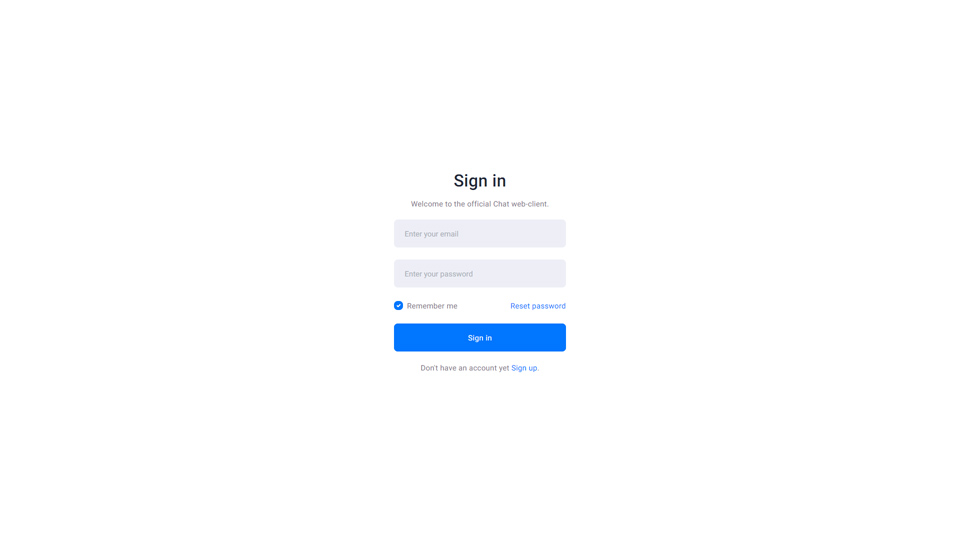 Sign in
Welcome to the official Chat web-client.
Enter your email
Enter your password
Remember me Reset password
Sign in
Don't have an account yet Sign up.